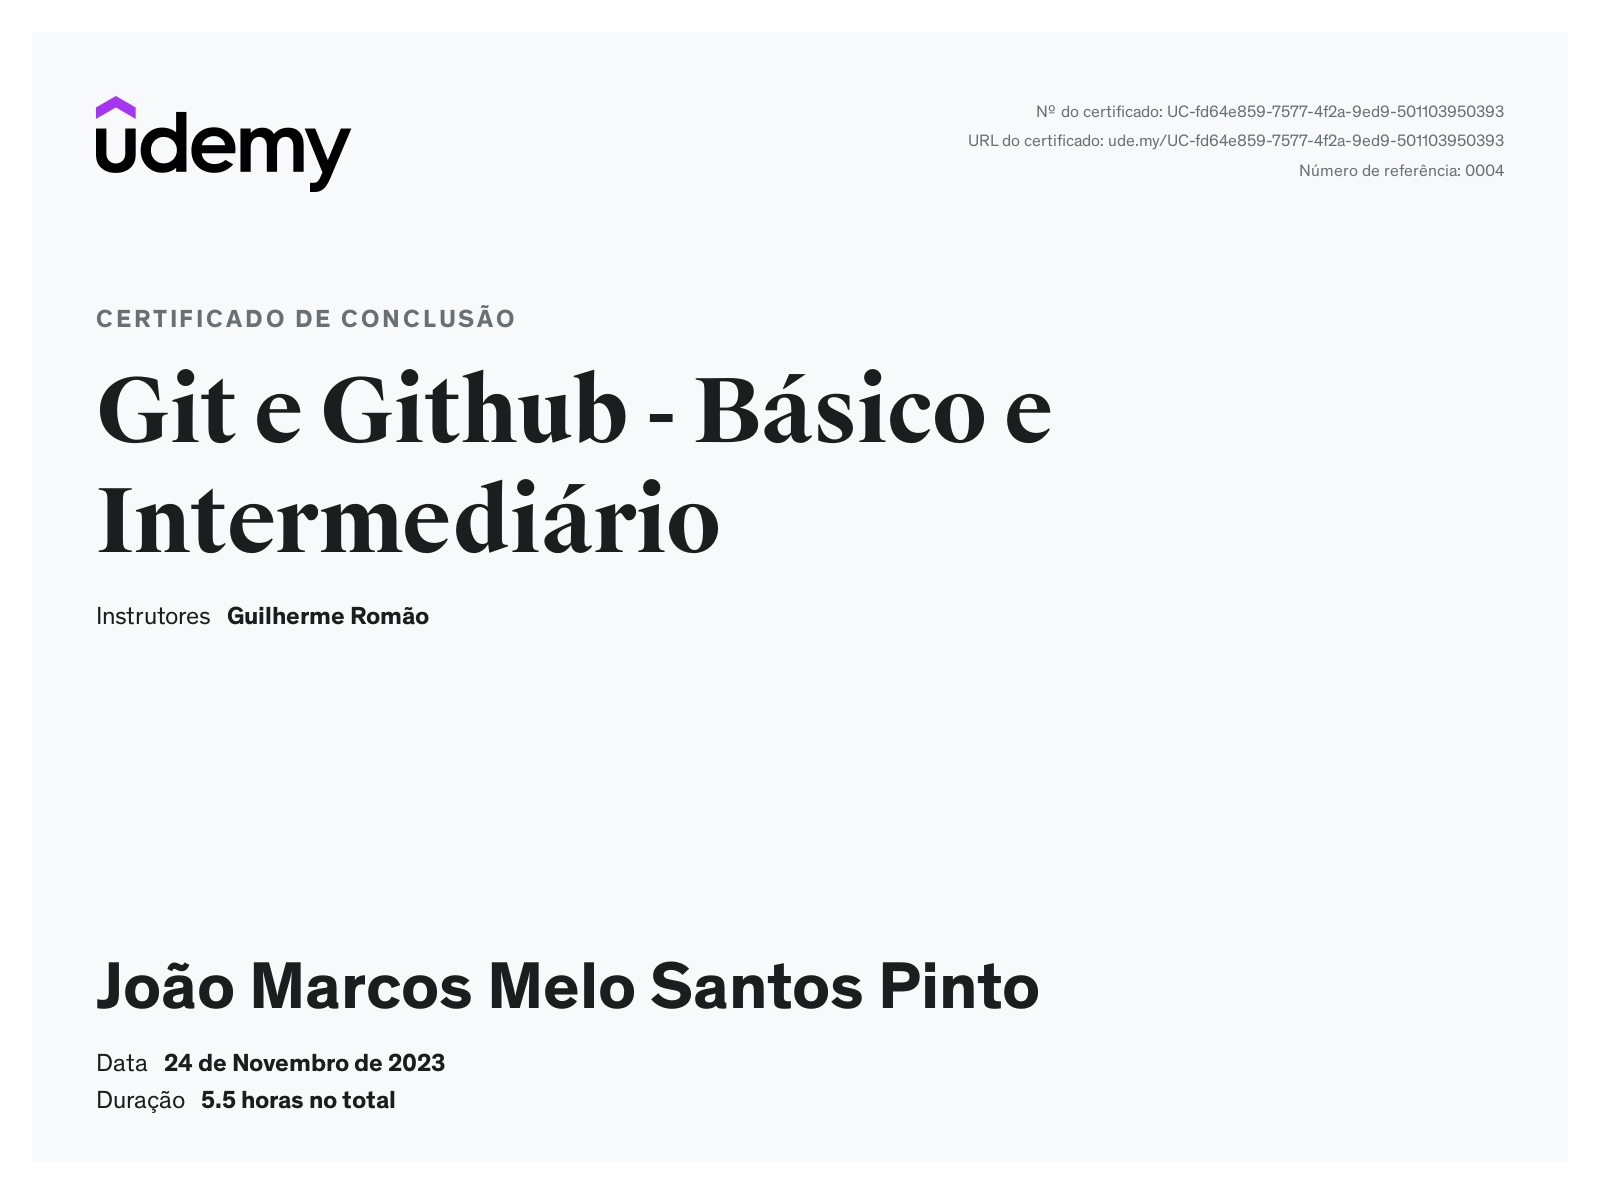 udemy
Nº do certificado: UC-fd64e859-7577-4f2a-9ed9-501103950393
URL do certificado: ude.my/UC-fd64e859-7577-4f2a-9ed9-501103950393
Número de referência: 0004
CERTIFICADO DE CONCLUSÃO
Git e Github - Básico e
Intermediário
Instrutores Guilherme Romão
João Marcos Melo Santos Pinto
Data 24 de Novembro de 2023
Duração 5.5 horas no total